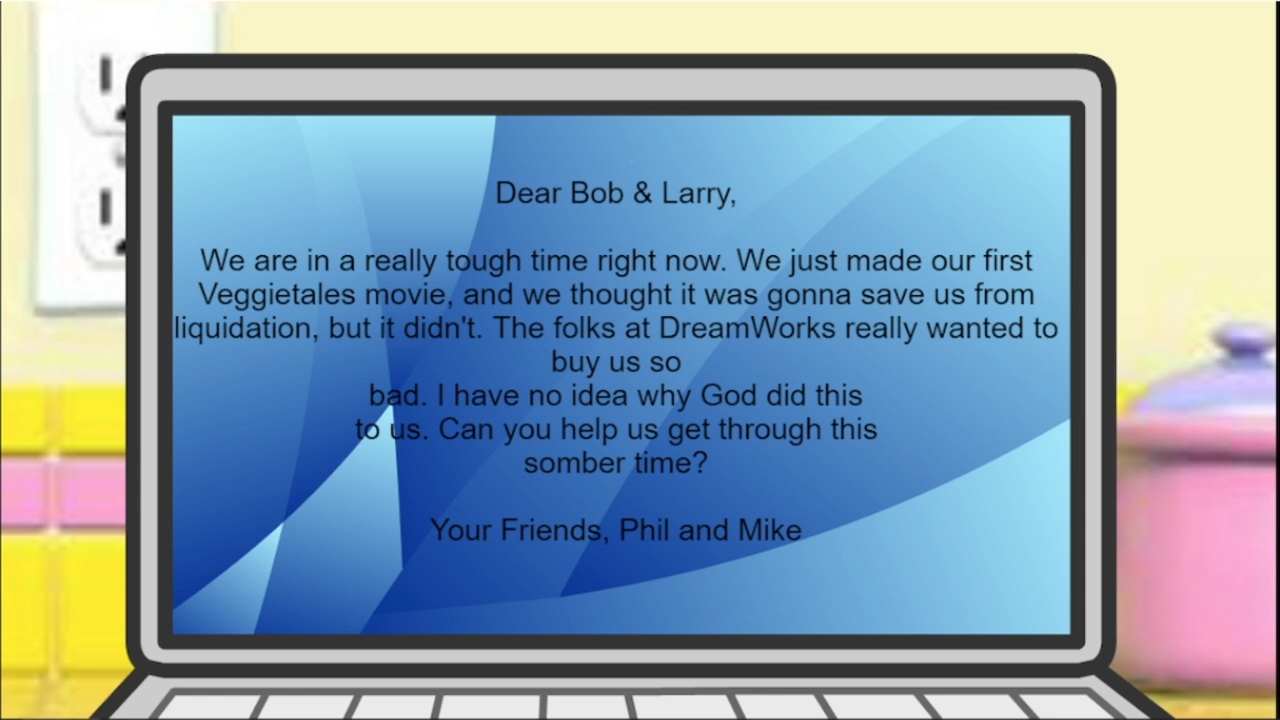 Dear Bob & Larry,
We are in a really tough time right now. We just made our first
Veggietales movie, and we thought it was gonna save us from
liquidation, but it didn't. The folks at DreamWorks really wanted to
buy us so
bad. I have no idea why God did this
to us. Can you help us get through this
somber time?
Your Friends, Phil and Mike